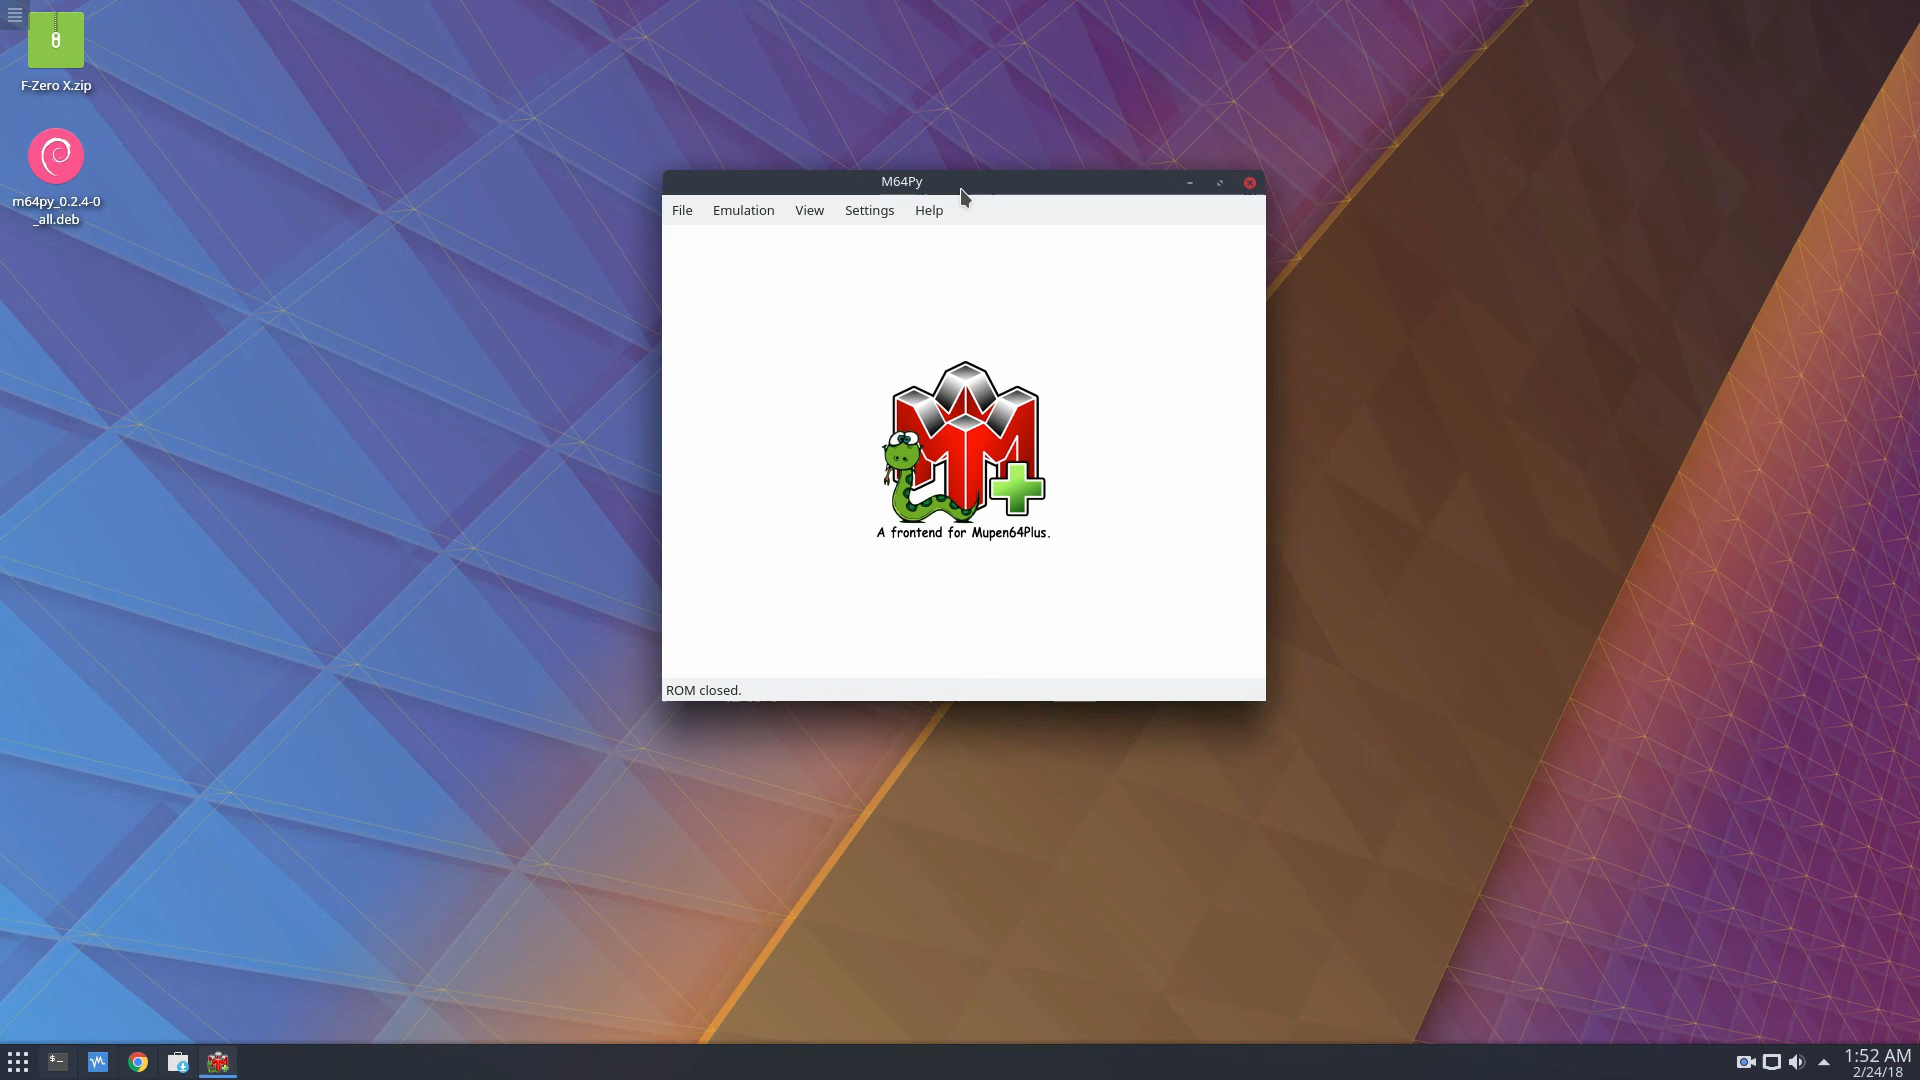 F-Zero X.zip
m64py_0.2.4-0
_all.deb
M64Py
File Emulation View Settings Help
A frontend for Mupen64Plus.
ROM closed.
1:52 AM
2/24/18